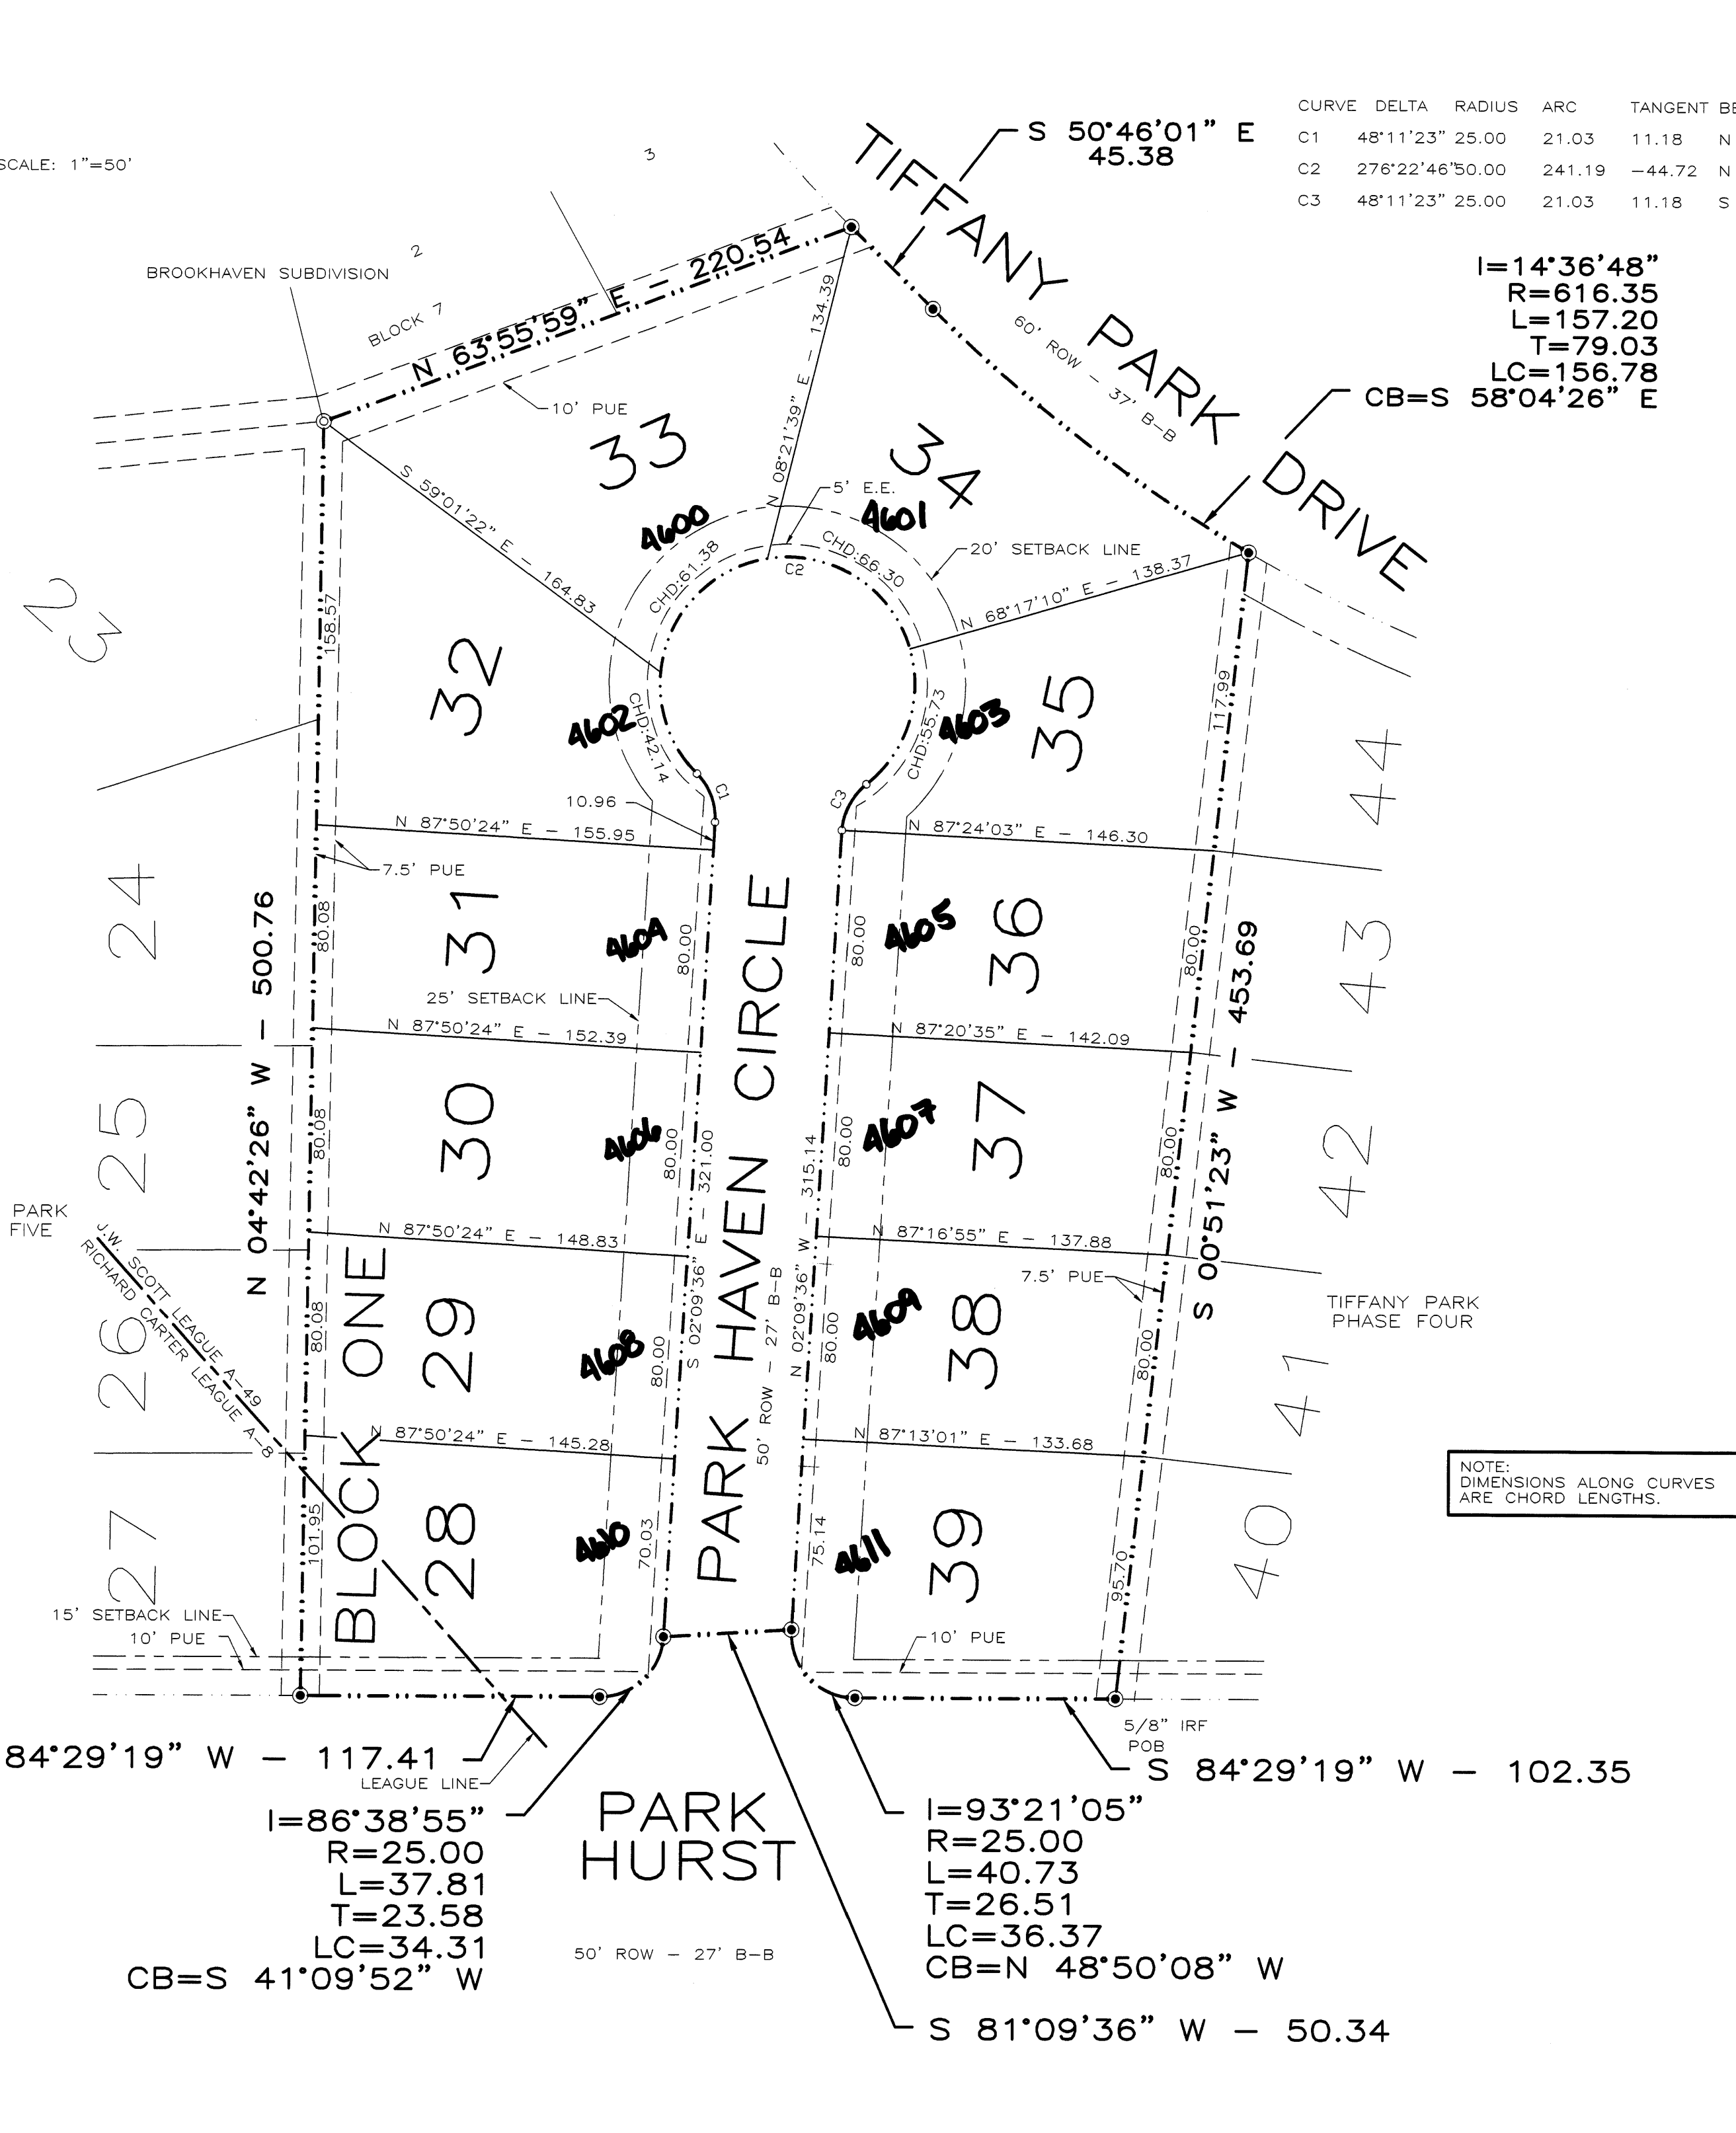 SCALE: 1"=50'
CURVE DELTA RADIUS ARC TANGENT BE
C1 48°11'23" 25.00 21.03 11.18 N
C2 276°22'46" 50.00 241.19 -44.72 N
C3 48°11'23" 25.00 21.03 11.18 S
S 50°46'01" E
45.38
TIFFANY PARK DRIVE
60' ROW - 37' B-B
I=14°36'48"
R=616.35
L=157.20
T=79.03
LC=156.78
CB=S 58°04'26" E
BROOKHAVEN SUBDIVISION
BLOCK 7
2
3
N 63°55'59" E - 220.54
10' PUE
33
4600
N 08°21'39" E - 134.39
34
4601
5' E.E.
20' SETBACK LINE
S 59°01'22" E - 164.83
CHD:61.38
C2
CHD:66.30
N 68°17'10" E - 138.37
23
158.57
32
4602
CHD:42.14
C1
10.96
C3
CHD:55.73
4603
35
117.99
44
N 87°50'24" E - 155.95
N 87°24'03" E - 146.30
7.5' PUE
24
N 04°42'26" W - 500.76
80.08
31
4604
80.00
80.00
4605
36
80.00
43
25' SETBACK LINE
N 87°50'24" E - 152.39
N 87°20'35" E - 142.09
25
80.08
30
4606
80.00
S 02°09'36" E - 321.00
PARK HAVEN CIRCLE
50' ROW - 27' B-B
N 02°09'36" W - 315.14
80.00
4607
37
80.00
S 00°51'23" W - 453.69
42
PARK
FIVE
N 87°50'24" E - 148.83
N 87°16'55" E - 137.88
7.5' PUE
J.W. SCOTT LEAGUE A-49
RICHARD CARTER LEAGUE A-8
26
80.08
BLOCK ONE
29
4608
80.00
80.00
4609
38
80.00
41
TIFFANY PARK
PHASE FOUR
N 87°50'24" E - 145.28
N 87°13'01" E - 133.68
NOTE:
DIMENSIONS ALONG CURVES
ARE CHORD LENGTHS.
27
101.95
28
4610
70.03
75.14
4611
39
95.70
40
15' SETBACK LINE
10' PUE
10' PUE
5/8" IRF
POB
84°29'19" W - 117.41
LEAGUE LINE
S 84°29'19" W - 102.35
I=86°38'55"
R=25.00
L=37.81
T=23.58
LC=34.31
CB=S 41°09'52" W
PARK
HURST
50' ROW - 27' B-B
I=93°21'05"
R=25.00
L=40.73
T=26.51
LC=36.37
CB=N 48°50'08" W
S 81°09'36" W - 50.34